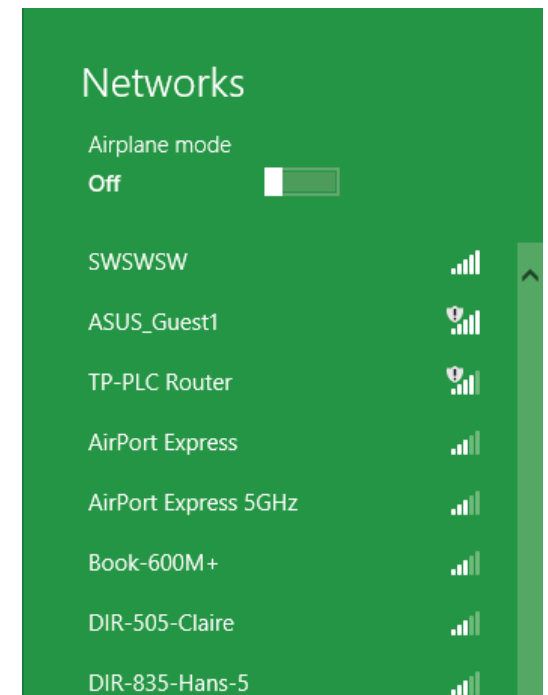 Networks
Airplane mode
Off
SWSWSW
ASUS_Guest1
TP-PLC Router
AirPort Express
AirPort Express 5GHz
Book-600M+
DIR-505-Claire
DIR-835-Hans-5